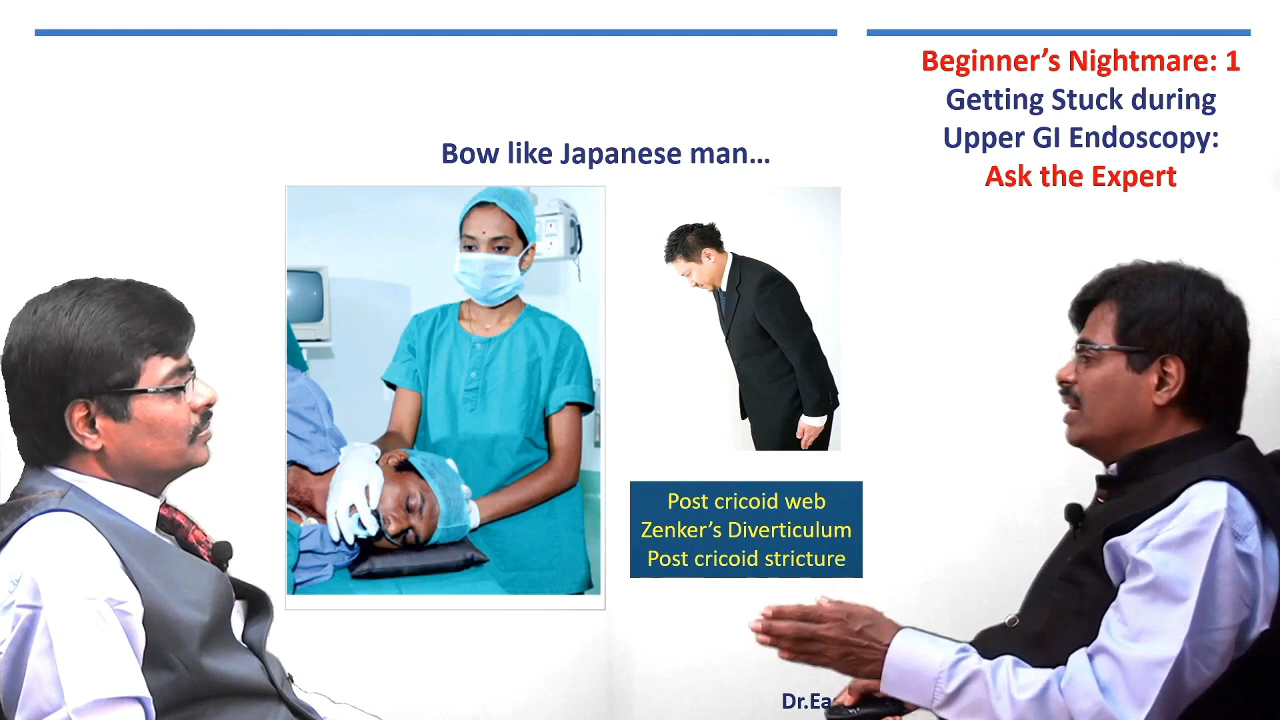 Beginner's Nightmare: 1
Getting Stuck during
Upper GI Endoscopy:
Ask the Expert
Bow like Japanese man...
Post cricoid web
Zenker's Diverticulum
Post cricoid stricture